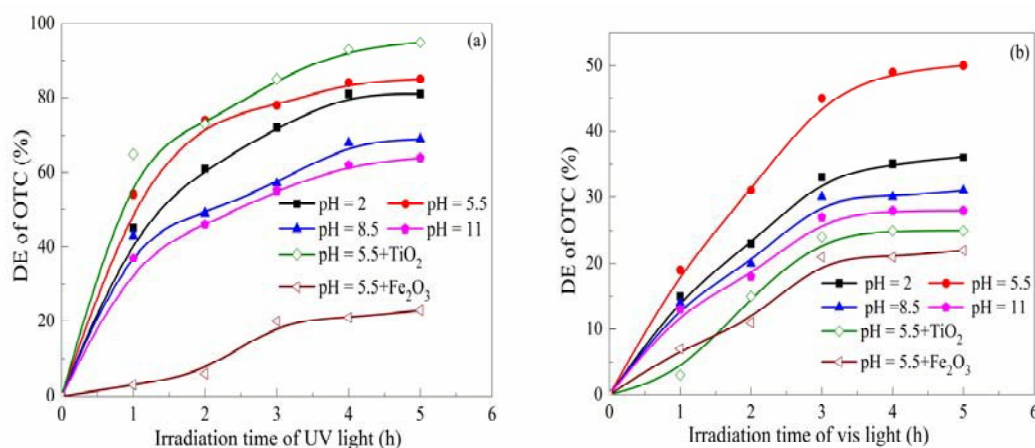 (a)
DE of OTC (%)
100
80
60
40
20
0
pH = 2
pH = 5.5
pH = 8.5
pH = 11
pH = 5.5+TiO₂
pH = 5.5+Fe₂O₃
0 1 2 3 4 5 6
Irradiation time of UV light (h)
(b)
DE of OTC (%)
50
40
30
20
10
0
pH = 2
pH = 5.5
pH =8.5
pH = 11
pH = 5.5+TiO₂
pH = 5.5+Fe₂O₃
0 1 2 3 4 5 6
Irradiation time of vis light (h)